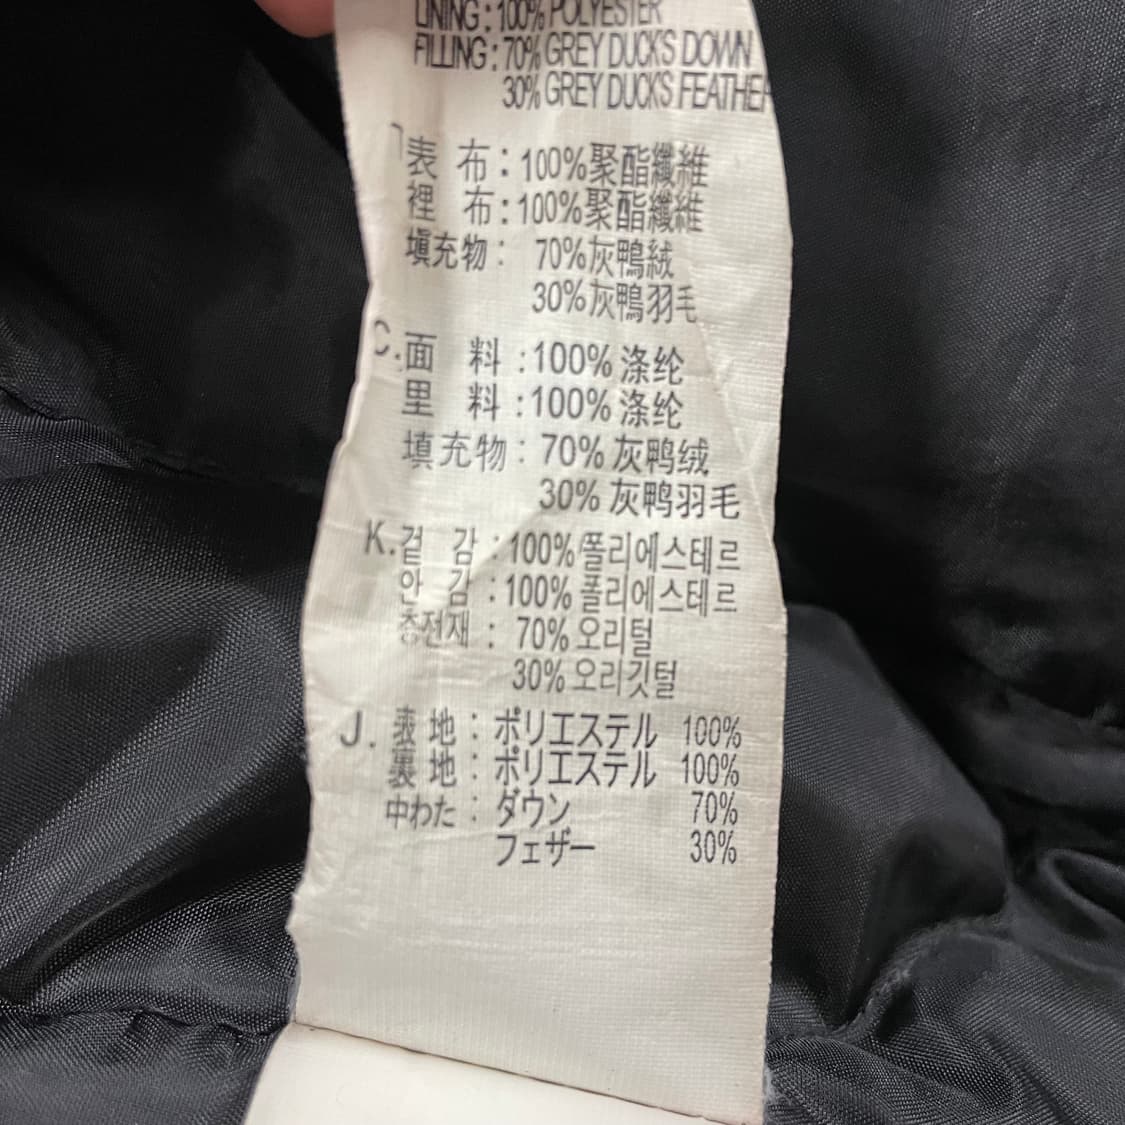 LINING : 100% POLYESTER
FILLING : 70% GREY DUCK'S DOWN
30% GREY DUCK'S FEATHER
表 布 : 100%聚酯纖維
裡 布 : 100%聚酯纖維
填充物 : 70%灰鴨絨
30%灰鴨羽毛
C. 面 料 : 100% 涤纶
里 料 : 100% 涤纶
填充物 : 70% 灰鸭绒
30% 灰鸭羽毛
K. 겉 감 : 100% 폴리에스테르
안 감 : 100% 폴리에스테르
충전재 : 70% 오리털
30% 오리깃털
J. 表 地 : ポリエステル 100%
裏 地 : ポリエステル 100%
中わた : ダウン 70%
フェザー 30%